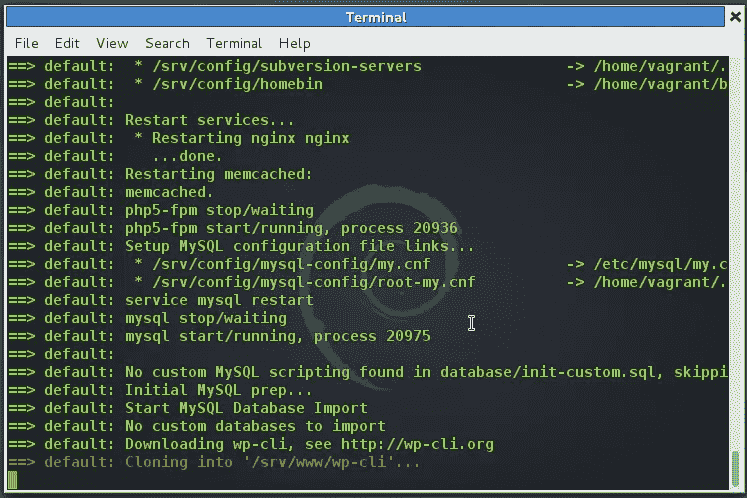 Terminal
File Edit View Search Terminal Help
==> default:  * /srv/config/subversion-servers                -> /home/vagrant/.
==> default:  * /srv/config/homebin                           -> /home/vagrant/b
==> default:
==> default: Restart services...
==> default:  * Restarting nginx nginx
==> default:    ...done.
==> default: Restarting memcached:
==> default: memcached.
==> default: php5-fpm stop/waiting
==> default: php5-fpm start/running, process 20936
==> default: Setup MySQL configuration file links...
==> default:  * /srv/config/mysql-config/my.cnf               -> /etc/mysql/my.c
==> default:  * /srv/config/mysql-config/root-my.cnf          -> /home/vagrant/.
==> default: service mysql restart
==> default: mysql stop/waiting
==> default: mysql start/running, process 20975
==> default:
==> default: No custom MySQL scripting found in database/init-custom.sql, skippi
==> default: Initial MySQL prep...
==> default: Start MySQL Database Import
==> default: No custom databases to import
==> default: Downloading wp-cli, see http://wp-cli.org
==> default: Cloning into '/srv/www/wp-cli'...